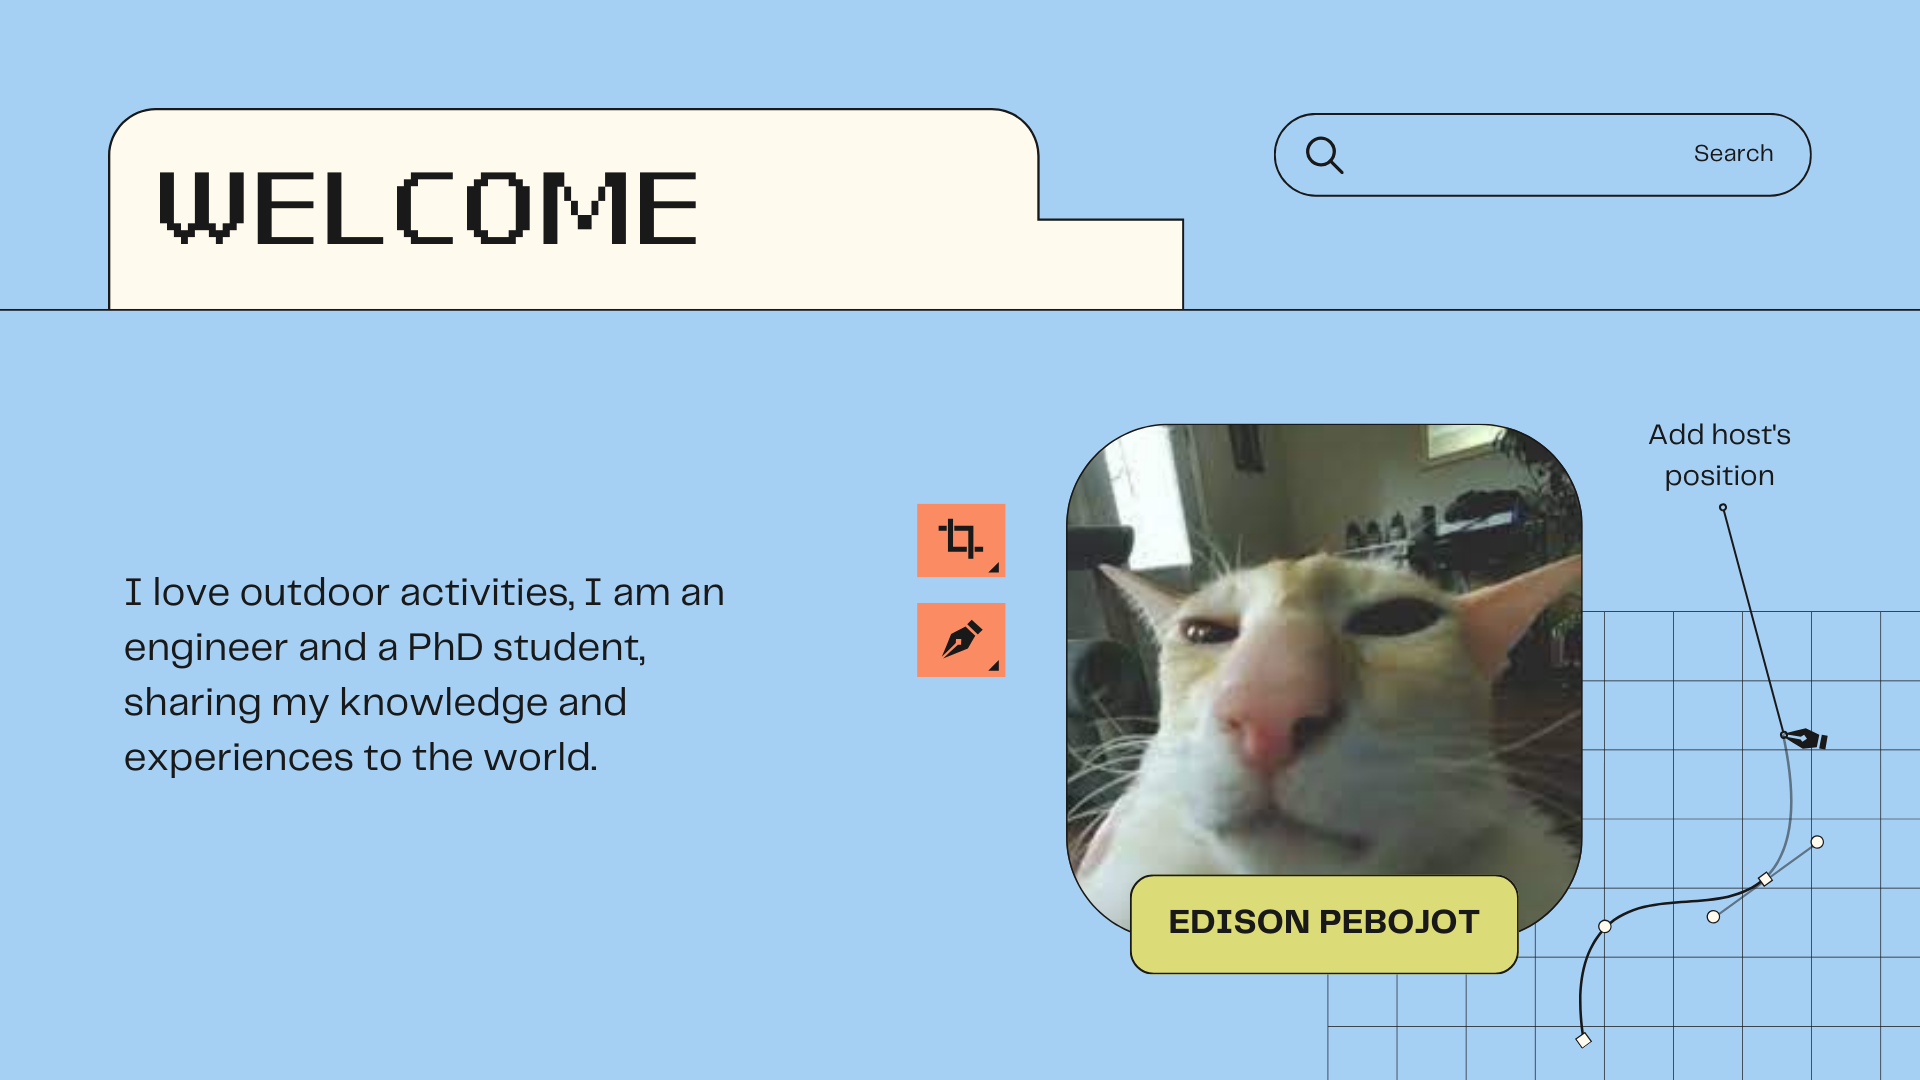 WELCOME
Search
Add host's
position
I love outdoor activities, I am an
engineer and a PhD student,
sharing my knowledge and
experiences to the world.
EDISON PEBOJOT